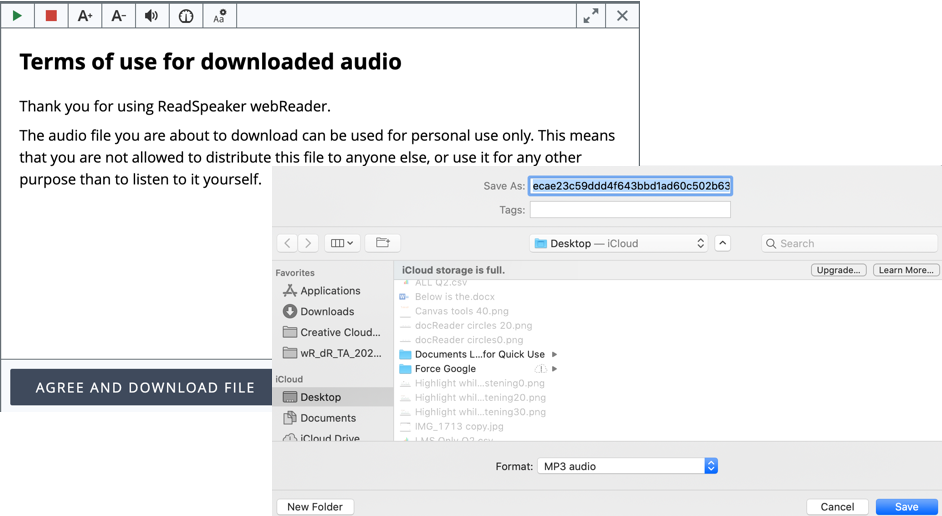 A+ A- Aa
Terms of use for downloaded audio
Thank you for using ReadSpeaker webReader.
The audio file you are about to download can be used for personal use only. This means
that you are not allowed to distribute this file to anyone else, or use it for any other
purpose than to listen to it yourself.
AGREE AND DOWNLOAD FILE
Save As: ecae23c59ddd4f643bbd1ad60c502b63
Tags:
Desktop — iCloud
Search
Favorites
Applications
Downloads
Creative Cloud...
wR_dR_TA_202...
iCloud
Desktop
Documents
iCloud Drive
iCloud storage is full.
Upgrade... Learn More...
ALL Q2.csv
Below is the.docx
Canvas tools 40.png
docReader circles 20.png
docReader circles0.png
Documents L...for Quick Use
Force Google
Highlight whil...stening0.png
Highlight whil...tening20.png
Highlight whil...tening30.png
IMG_1713 copy.jpg
LMS Only Q2.csv
Format: MP3 audio
New Folder
Cancel Save